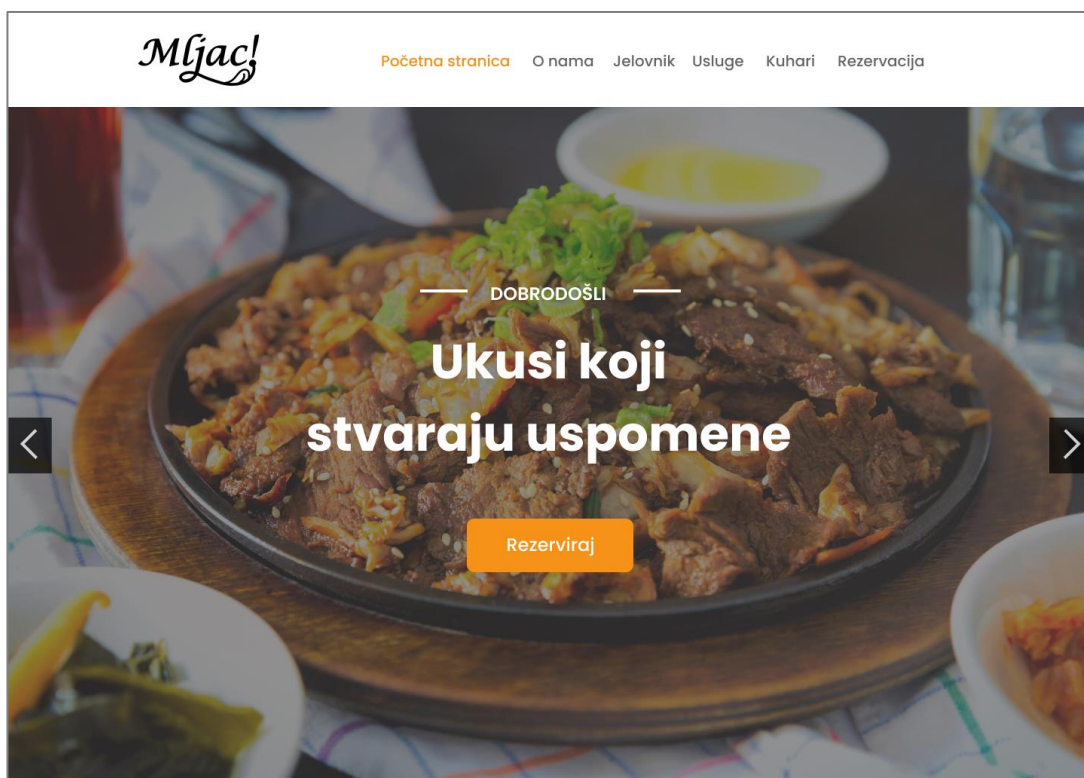 Mljac!
Početna stranica O nama Jelovnik Usluge Kuhari Rezervacija
DOBRODOŠLI
Ukusi koji
stvaraju uspomene
Rezerviraj